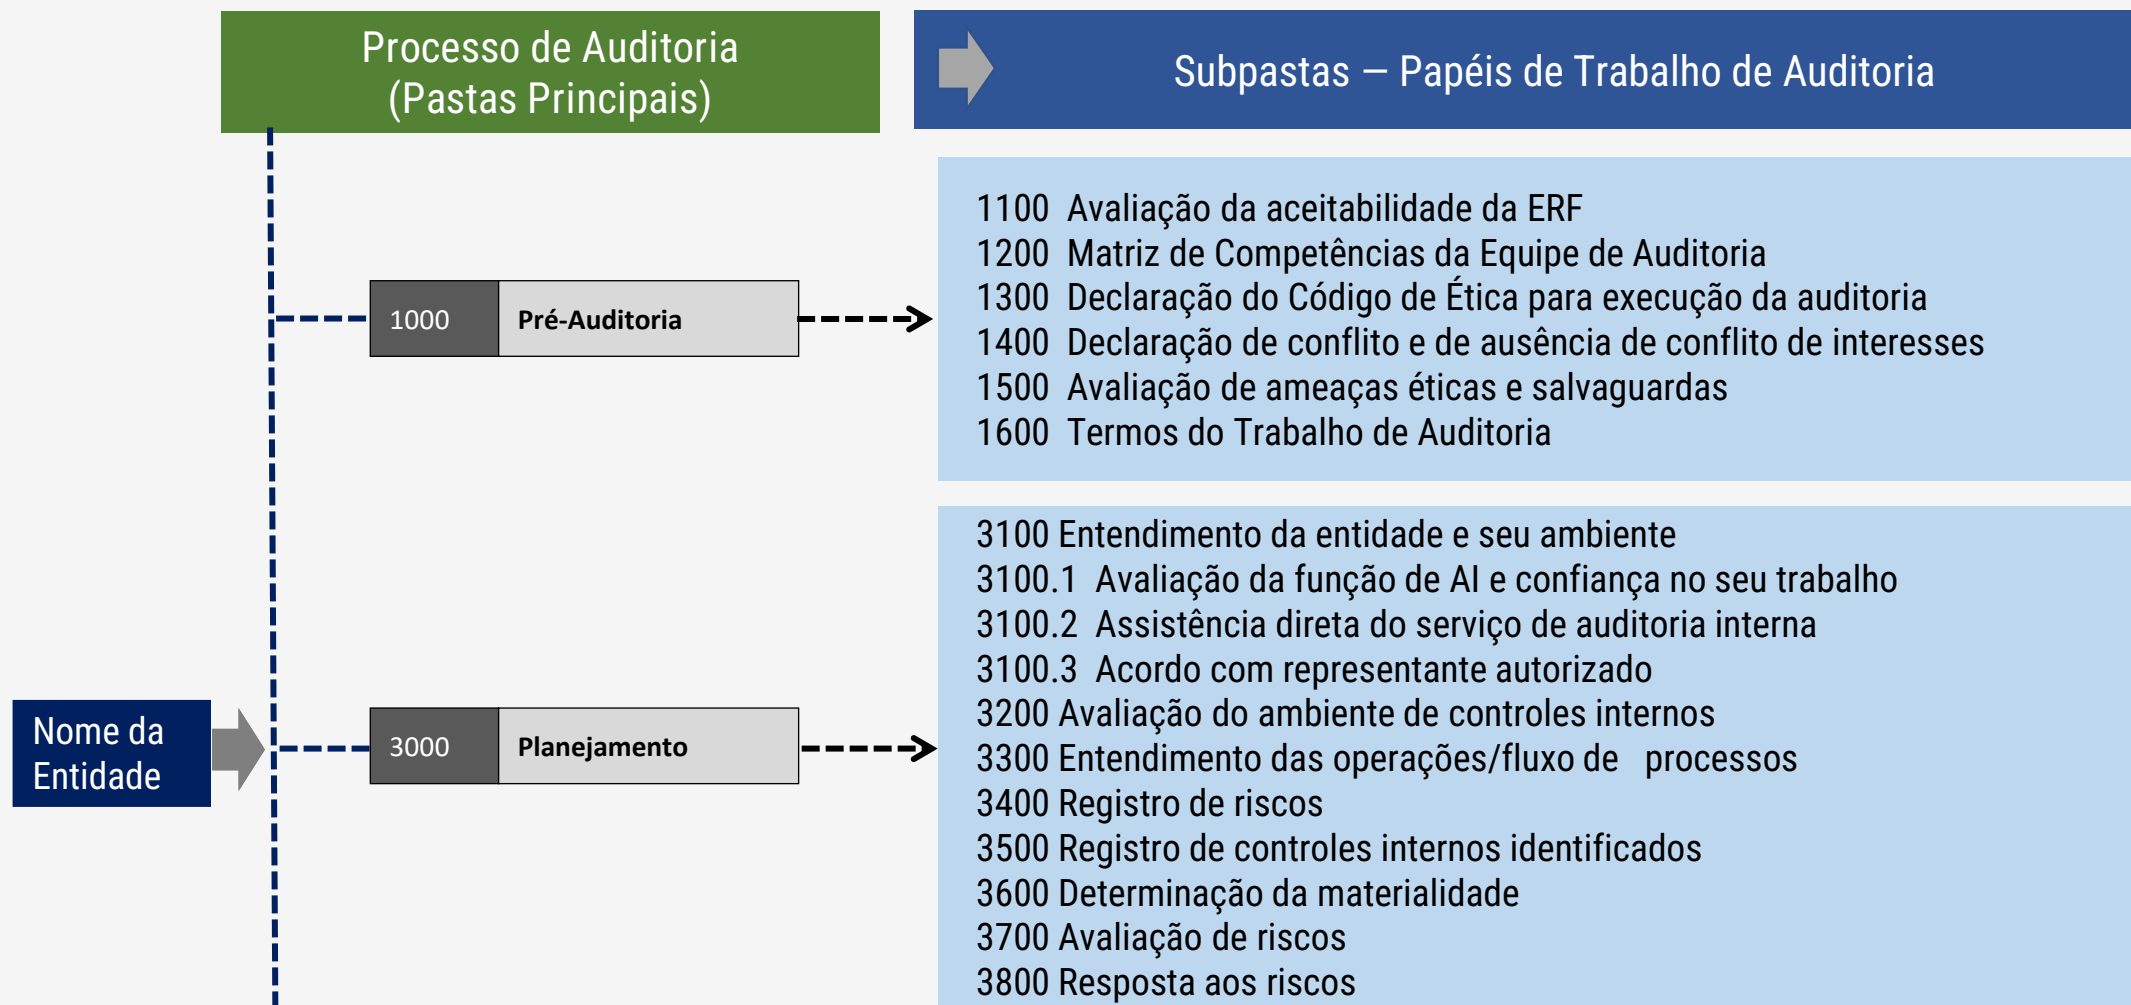 Processo de Auditoria
(Pastas Principais)
Subpastas — Papéis de Trabalho de Auditoria
1000 Pré-Auditoria
1100 Avaliação da aceitabilidade da ERF
1200 Matriz de Competências da Equipe de Auditoria
1300 Declaração do Código de Ética para execução da auditoria
1400 Declaração de conflito e de ausência de conflito de interesses
1500 Avaliação de ameaças éticas e salvaguardas
1600 Termos do Trabalho de Auditoria
Nome da
Entidade
3000 Planejamento
3100 Entendimento da entidade e seu ambiente
3100.1 Avaliação da função de AI e confiança no seu trabalho
3100.2 Assistência direta do serviço de auditoria interna
3100.3 Acordo com representante autorizado
3200 Avaliação do ambiente de controles internos
3300 Entendimento das operações/fluxo de processos
3400 Registro de riscos
3500 Registro de controles internos identificados
3600 Determinação da materialidade
3700 Avaliação de riscos
3800 Resposta aos riscos